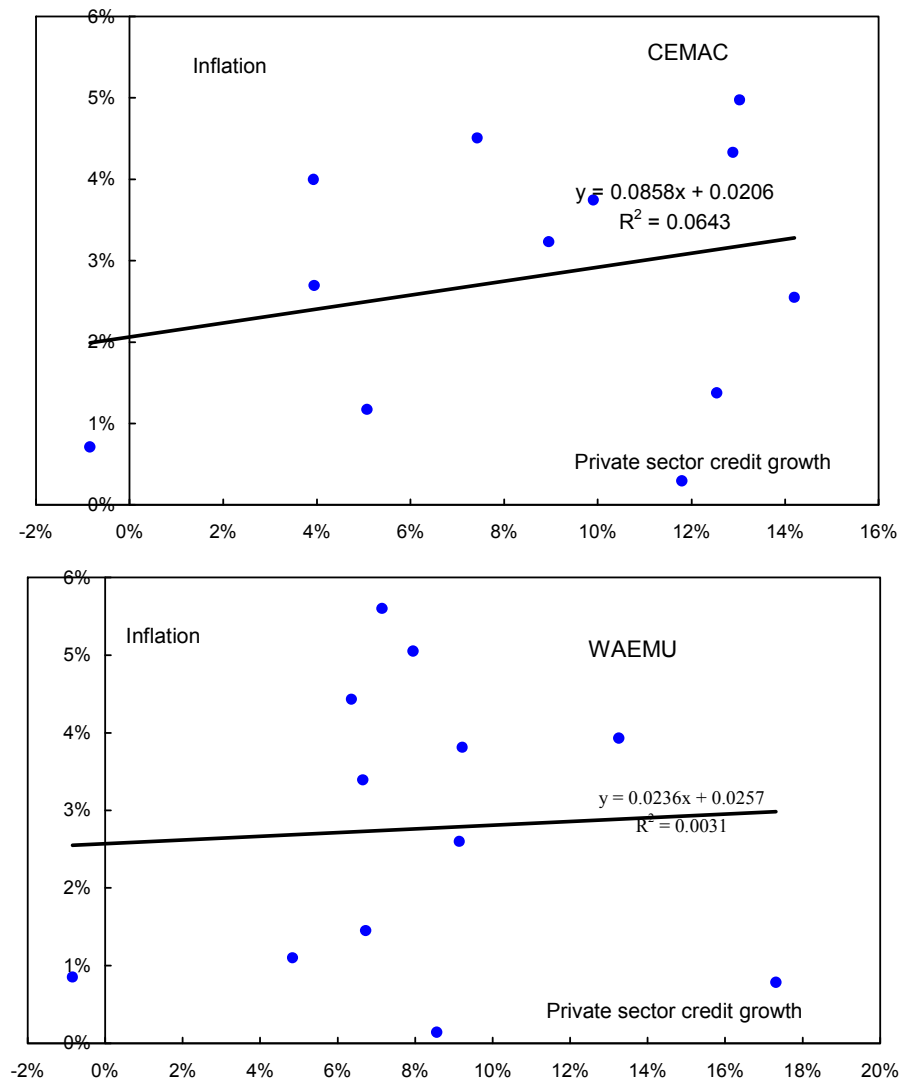 6%
Inflation
CEMAC
5%
4%
y = 0.0858x + 0.0206
R² = 0.0643
3%
2%
1%
Private sector credit growth
0%
-2% 0% 2% 4% 6% 8% 10% 12% 14% 16%
6%
Inflation
WAEMU
5%
4%
3%
y = 0.0236x + 0.0257
R² = 0.0031
2%
1%
Private sector credit growth
0%
-2% 0% 2% 4% 6% 8% 10% 12% 14% 16% 18% 20%